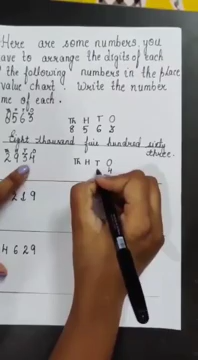 Here are some numbers, you
ave to arrange the digits of each
the following numbers in the place
value chart. Write the number
me of each.
Th H T O
8563
Th H T O
8 5 6 3
Eight thousand five hundred sixty
three.
Th H T O
2934
Th H T O
4
219
4629